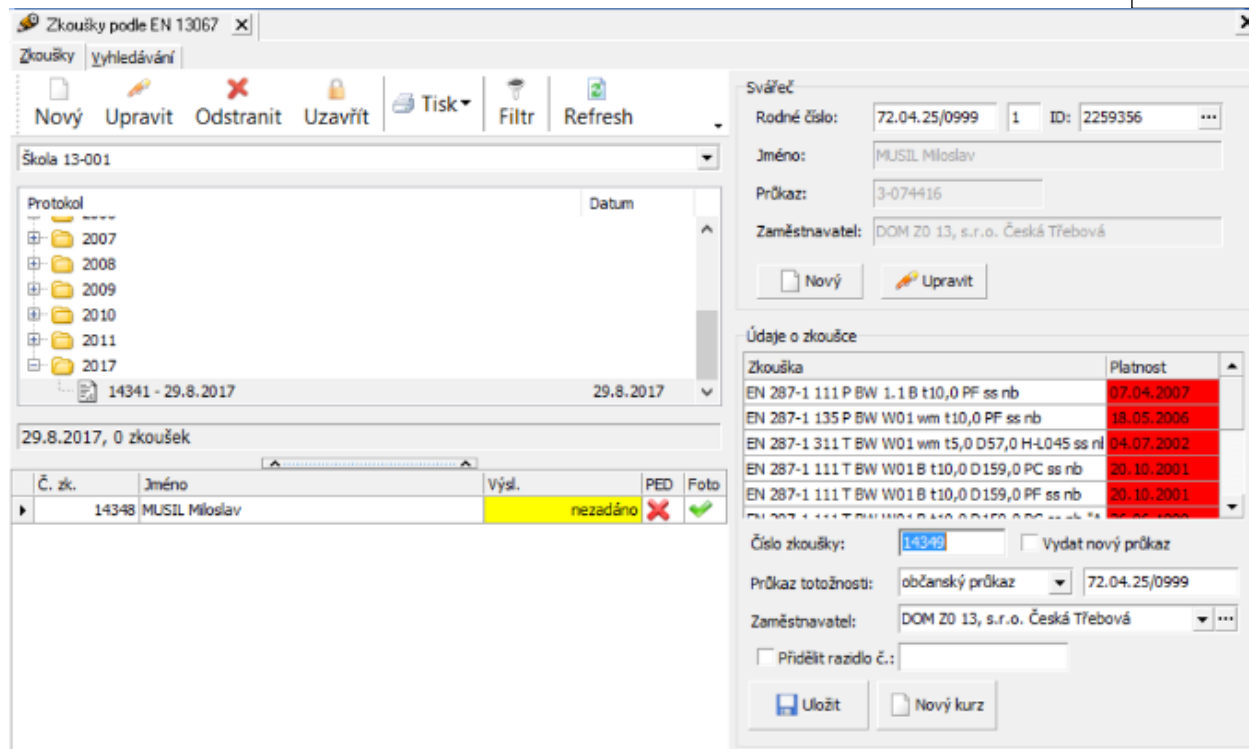 Zkoušky podle EN 13067
Zkoušky Vyhledávání
Nový Upravit Odstranit Uzavřít Tisk Filtr Refresh
Škola 13-001
Protokol Datum
2007
2008
2009
2010
2011
2017
14341 - 29.8.2017 29.8.2017
29.8.2017, 0 zkoušek
Č. zk. Jméno Výsl. PED Foto
14348 MUSIL Miloslav nezadáno
Svářeč
Rodné číslo: 72.04.25/0999 1 ID: 2259356 ...
Jméno: MUSIL Miloslav
Průkaz: 3-074416
Zaměstnavatel: DOM ZO 13, s.r.o. Česká Třebová
Nový Upravit
Údaje o zkoušce
Zkouška Platnost
EN 287-1 111 P BW 1.1 B t10,0 PF ss nb 07.04.2007
EN 287-1 135 P BW W01 wm t10,0 PF ss nb 18.05.2006
EN 287-1 311 T BW W01 wm t5,0 D57,0 H-L045 ss 04.07.2002
EN 287-1 111 T BW W01 B t10,0 D159,0 PC ss nb 20.10.2001
EN 287-1 111 T BW W01 B t10,0 D159,0 PF ss nb 20.10.2001
Číslo zkoušky: 14349 Vydat nový průkaz
Průkaz totožnosti: občanský průkaz 72.04.25/0999
Zaměstnavatel: DOM ZO 13, s.r.o. Česká Třebová ...
Přidělit razidlo č.:
Uložit Nový kurz